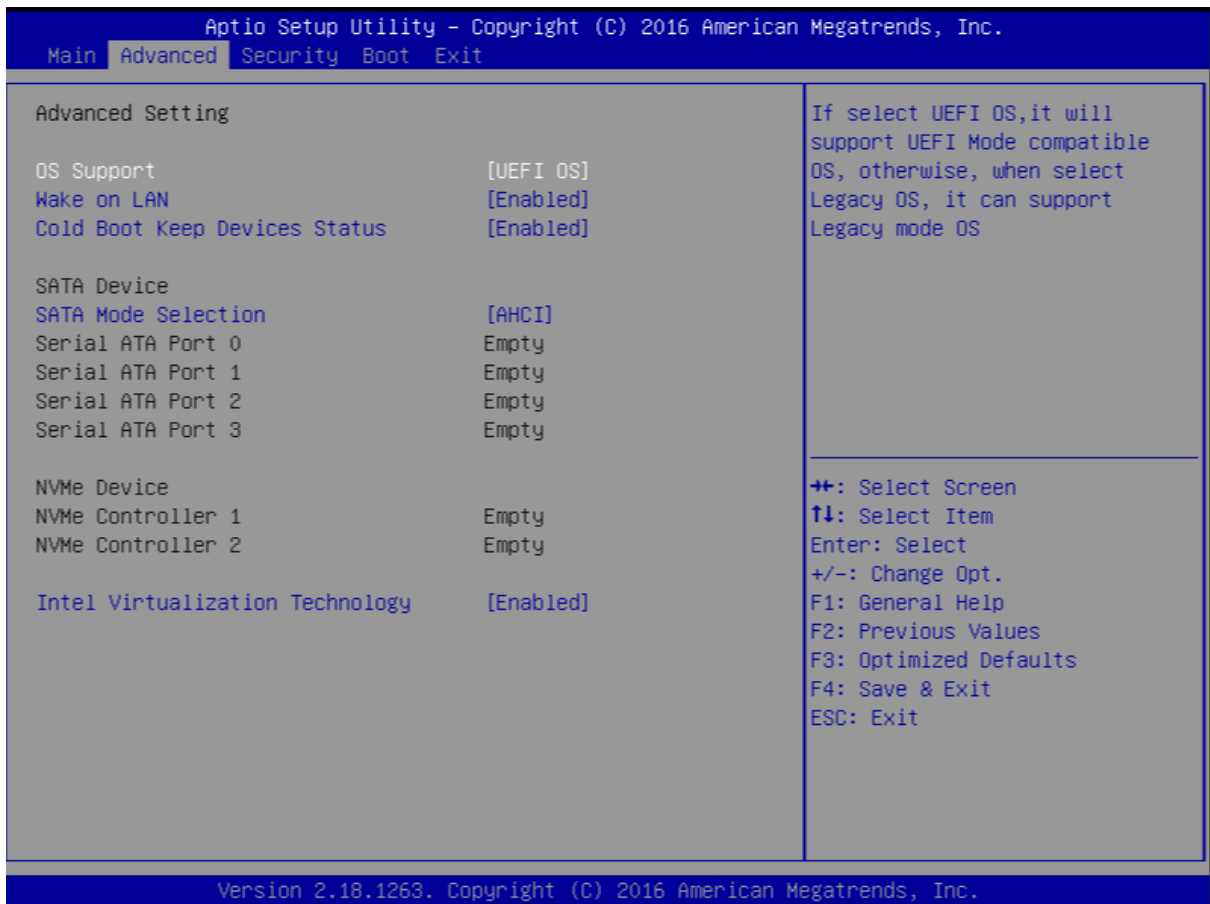 Aptio Setup Utility – Copyright (C) 2016 American Megatrends, Inc.
Main Advanced Security Boot Exit
Advanced Setting
OS Support [UEFI OS]
Wake on LAN [Enabled]
Cold Boot Keep Devices Status [Enabled]
SATA Device
SATA Mode Selection [AHCI]
Serial ATA Port 0 Empty
Serial ATA Port 1 Empty
Serial ATA Port 2 Empty
Serial ATA Port 3 Empty
NVMe Device
NVMe Controller 1 Empty
NVMe Controller 2 Empty
Intel Virtualization Technology [Enabled]
If select UEFI OS,it will
support UEFI Mode compatible
OS, otherwise, when select
Legacy OS, it can support
Legacy mode OS
→←: Select Screen
↑↓: Select Item
Enter: Select
+/-: Change Opt.
F1: General Help
F2: Previous Values
F3: Optimized Defaults
F4: Save & Exit
ESC: Exit
Version 2.18.1263. Copyright (C) 2016 American Megatrends, Inc.